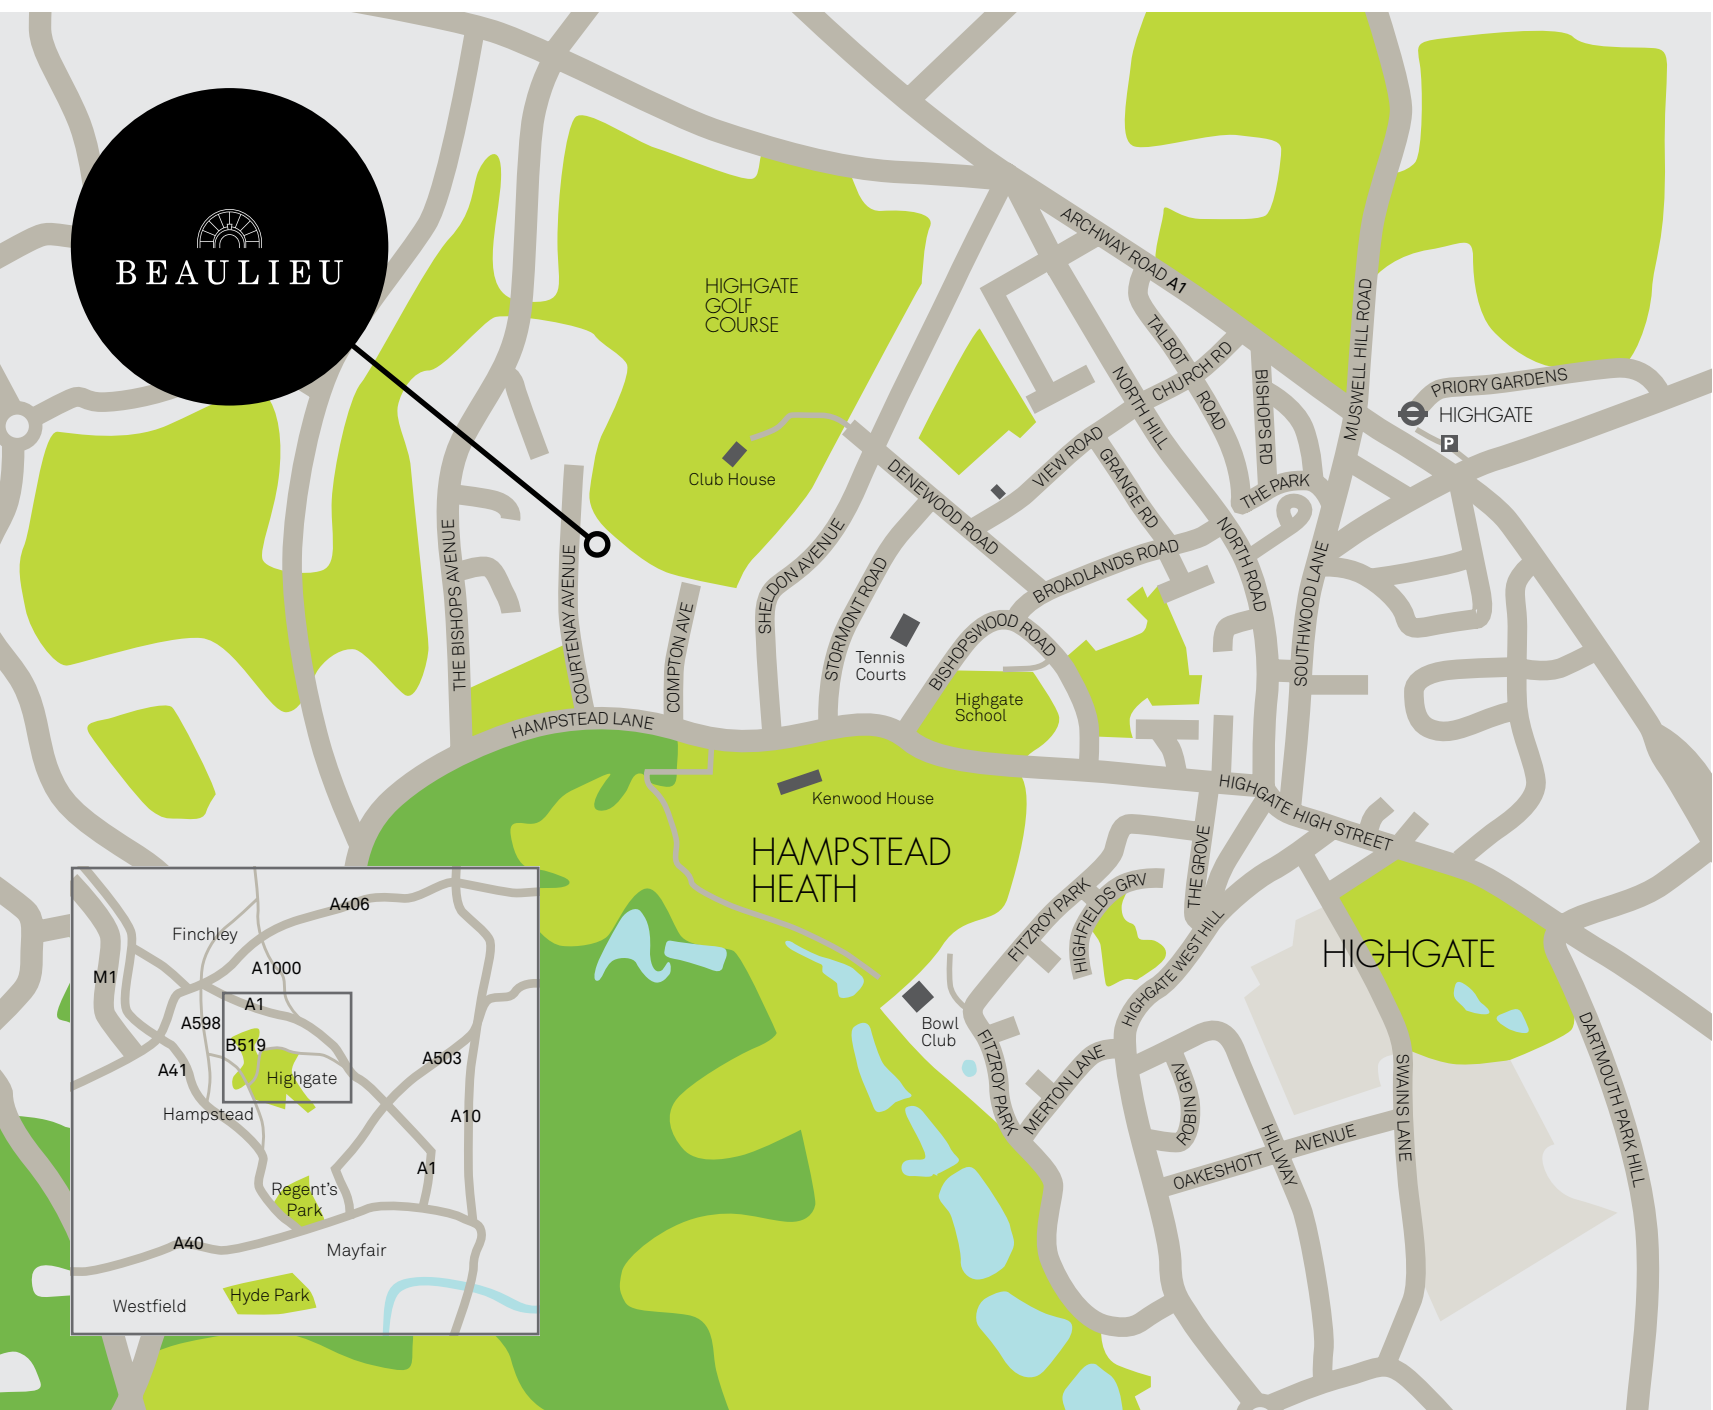 BEAULIEU
HIGHGATE
GOLF
COURSE
Club House
ARCHWAY ROAD A1
TALBOT ROAD
CHURCH RD
NORTH HILL
BISHOPS RD
MUSWELL HILL ROAD
PRIORY GARDENS
HIGHGATE
P
VIEW ROAD
GRANGE RD
THE PARK
DENEWOOD ROAD
BROADLANDS ROAD
NORTH ROAD
SOUTHWOOD LANE
THE BISHOPS AVENUE
COURTENAY AVENUE
COMPTON AVE
SHELDON AVENUE
STORMONT ROAD
Tennis
Courts
BISHOPSWOOD ROAD
Highgate
School
HAMPSTEAD LANE
Kenwood House
HAMPSTEAD
HEATH
HIGHGATE HIGH STREET
THE GROVE
FITZROY PARK
HIGHFIELDS GRV
HIGHGATE WEST HILL
HIGHGATE
Bowl
Club
FITZROY PARK
MERTON LANE
ROBIN GRV
OAKESHOTT AVENUE
HILLWAY
SWAINS LANE
DARTMOUTH PARK HILL
A406
Finchley
A1000
M1
A1
A598
B519
A503
A41
Highgate
Hampstead
A10
A1
Regent's
Park
A40
Mayfair
Hyde Park
Westfield